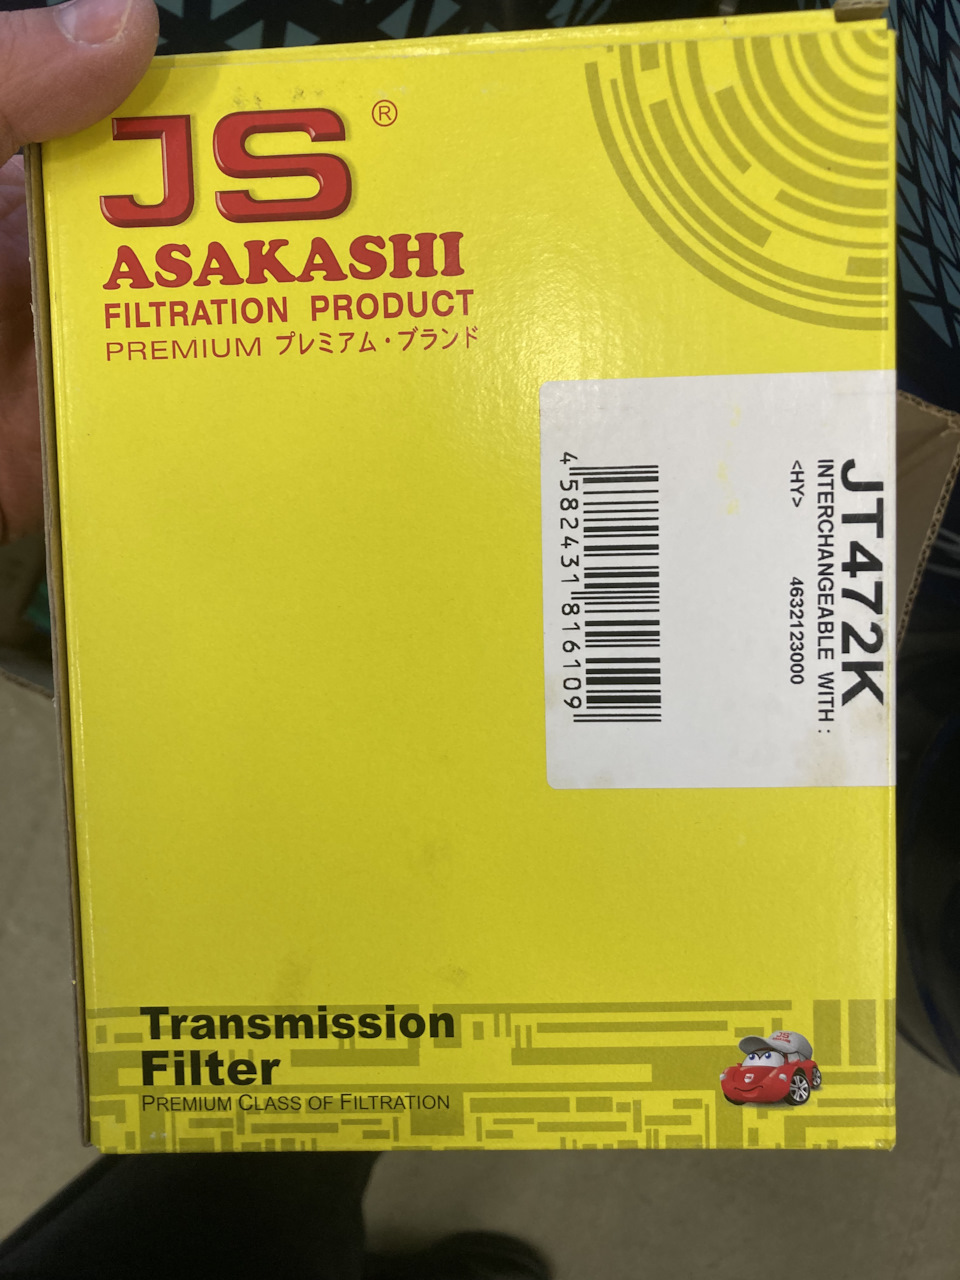 JS ®
ASAKASHI
FILTRATION PRODUCT
PREMIUM プレミアム・ブランド
JT472K
INTERCHANGEABLE WITH :
<HY> 4632123000
4 582431 816109
Transmission
Filter
PREMIUM CLASS OF FILTRATION
JS